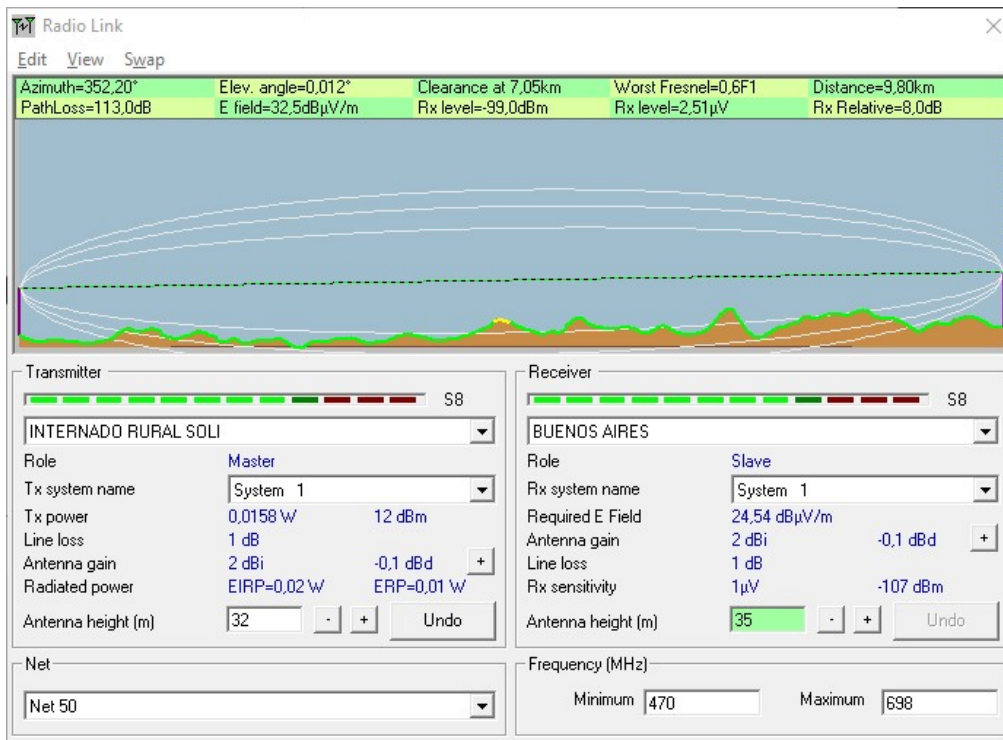 Radio Link
Edit View Swap
Azimuth=352,20° Elev. angle=0,012° Clearance at 7,05km Worst Fresnel=0,6F1 Distance=9,80km
PathLoss=113,0dB E field=32,5dBµV/m Rx level=-99,0dBm Rx level=2,51µV Rx Relative=8,0dB
Transmitter
S8
INTERNADO RURAL SOLI
Role Master
Tx system name System 1
Tx power 0,0158 W 12 dBm
Line loss 1 dB
Antenna gain 2 dBi -0,1 dBd +
Radiated power EIRP=0,02 W ERP=0,01 W
Antenna height (m) 32 - + Undo
Receiver
S8
BUENOS AIRES
Role Slave
Rx system name System 1
Required E Field 24,54 dBµV/m
Antenna gain 2 dBi -0,1 dBd +
Line loss 1 dB
Rx sensitivity 1µV -107 dBm
Antenna height (m) 35 - + Undo
Net
Net 50
Frequency (MHz)
Minimum 470 Maximum 698